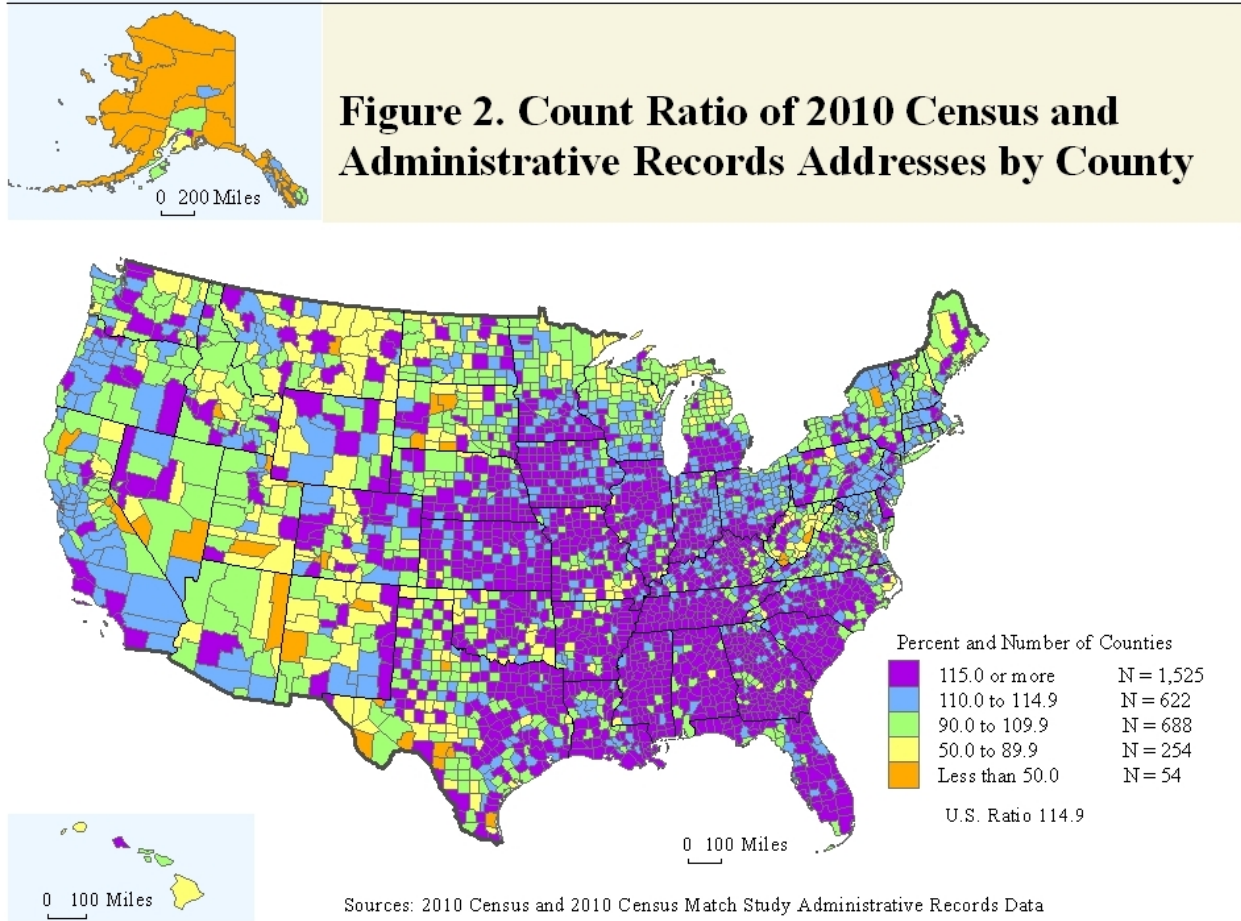 Figure 2. Count Ratio of 2010 Census and
Administrative Records Addresses by County
0 200 Miles
Percent and Number of Counties
115.0 or more N = 1,525
110.0 to 114.9 N = 622
90.0 to 109.9 N = 688
50.0 to 89.9 N = 254
Less than 50.0 N = 54
U.S. Ratio 114.9
0 100 Miles
0 100 Miles
Sources: 2010 Census and 2010 Census Match Study Administrative Records Data